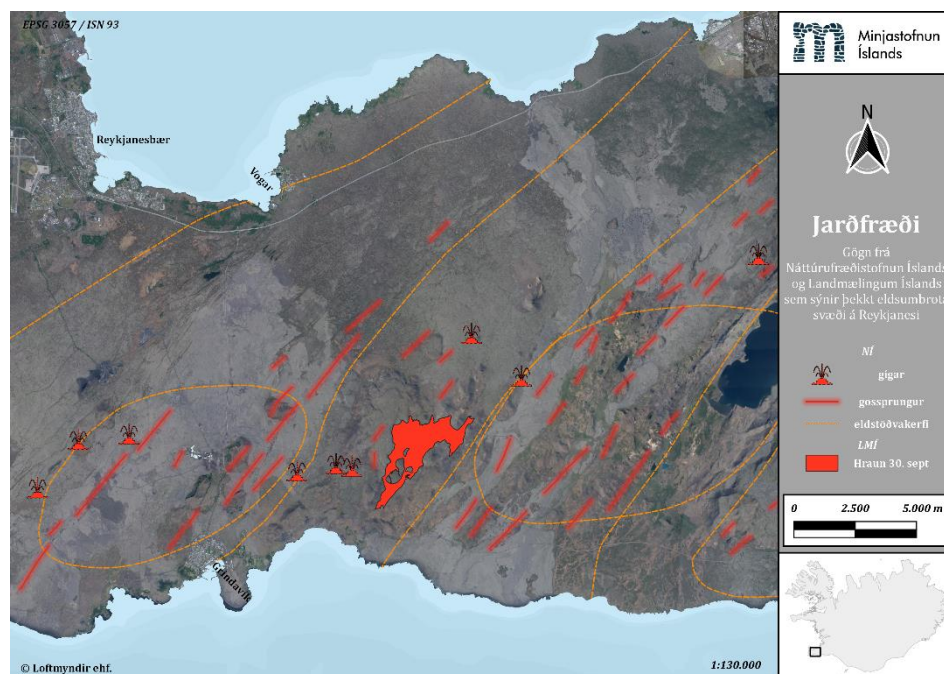 EPSG 3057 / ISN 93
Reykjanesbær
Vogar
Grindavík
© Loftmyndir ehf.
1:130.000
Minjastofnun
Íslands
N
Jarðfræði
Gögn frá
Náttúrufræðistofnun Íslands
og Landmælingum Íslands
sem sýnir þekkt eldsumbrota
svæði á Reykjanesi
NÍ
gígar
gossprungur
eldstöðvakerfi
LMÍ
Hraun 30. sept
0 2.500 5.000 m